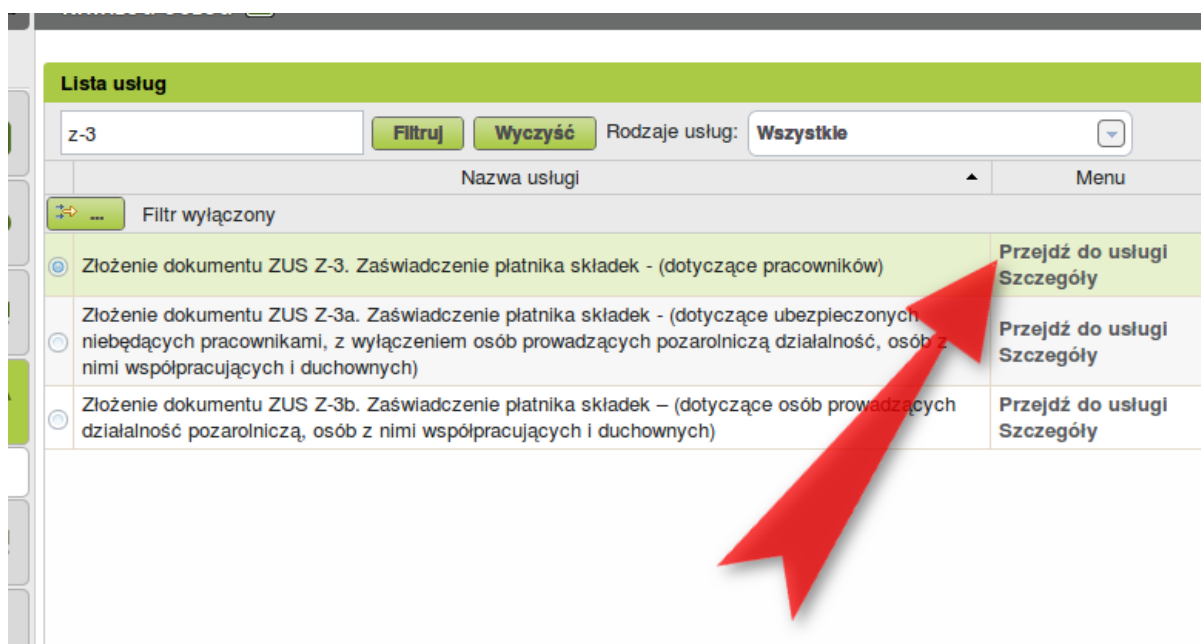 Lista usług
z-3 Filtruj Wyczyść Rodzaje usług: Wszystkie
Nazwa usługi Menu
... Filtr wyłączony
Złożenie dokumentu ZUS Z-3. Zaświadczenie płatnika składek - (dotyczące pracowników) Przejdź do usługi
Szczegóły
Złożenie dokumentu ZUS Z-3a. Zaświadczenie płatnika składek - (dotyczące ubezpieczonych
niebędących pracownikami, z wyłączeniem osób prowadzących pozarolniczą działalność, osób z
nimi współpracujących i duchownych)
Przejdź do usługi
Szczegóły
Złożenie dokumentu ZUS Z-3b. Zaświadczenie płatnika składek – (dotyczące osób prowadzących
działalność pozarolniczą, osób z nimi współpracujących i duchownych)
Przejdź do usługi
Szczegóły